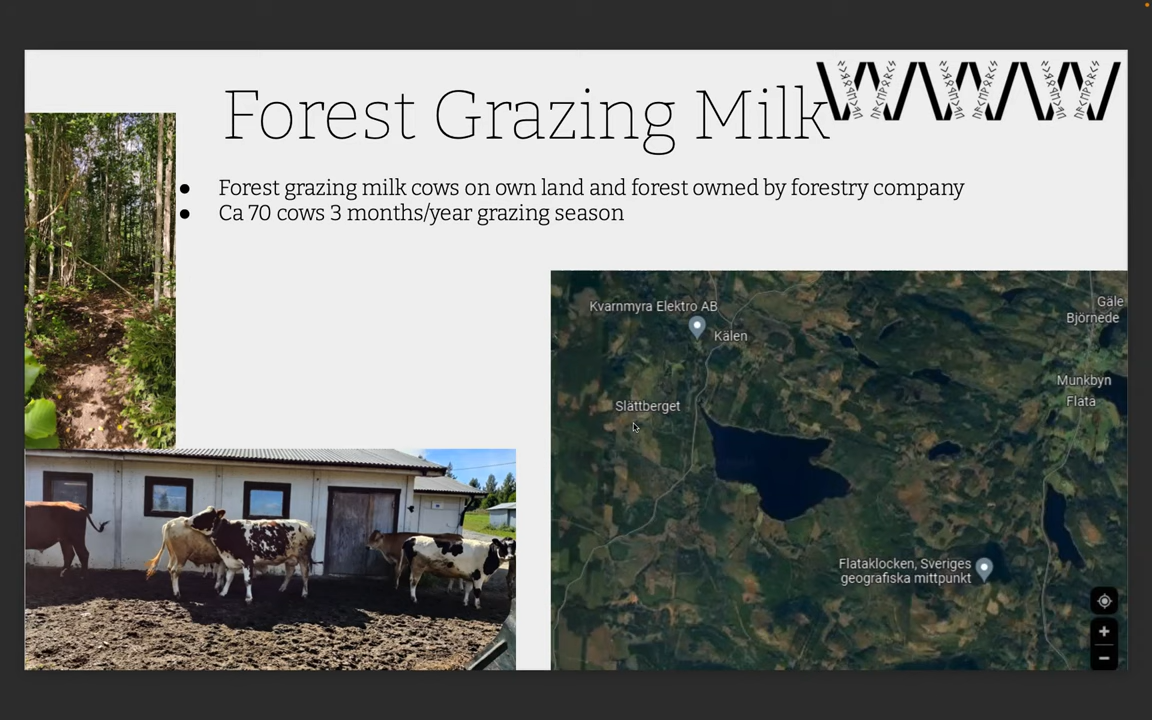 Forest Grazing Milk
● Forest grazing milk cows on own land and forest owned by forestry company
● Ca 70 cows 3 months/year grazing season
Kvarnmyra Elektro AB
Kälen
Gäle
Björnede
Munkbyn
Flata
Slättberget
Flataklocken, Sveriges
geografiska mittpunkt